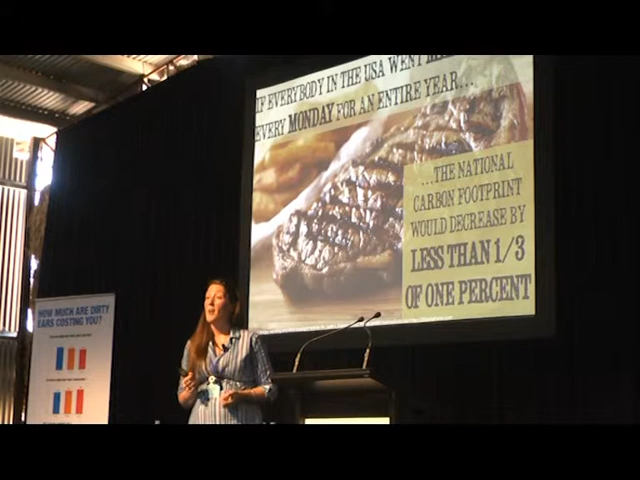 IF EVERYBODY IN THE USA WENT
EVERY MONDAY FOR AN ENTIRE YEAR...
...THE NATIONAL
CARBON FOOTPRINT
WOULD DECREASE BY
LESS THAN 1/3
OF ONE PERCENT
HOW MUCH ARE DIRTY
EARS COSTING YOU?